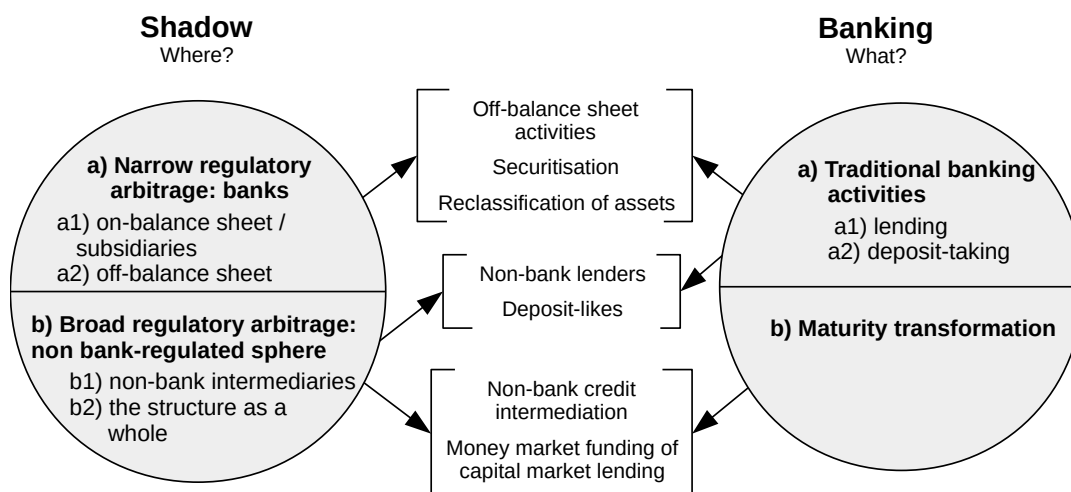 Shadow
Where?
a) Narrow regulatory
arbitrage: banks
a1) on-balance sheet /
subsidiaries
a2) off-balance sheet
b) Broad regulatory arbitrage:
non bank-regulated sphere
b1) non-bank intermediaries
b2) the structure as a
whole
Off-balance sheet
activities
Securitisation
Reclassification of assets
Non-bank lenders
Deposit-likes
Non-bank credit
intermediation
Money market funding of
capital market lending
Banking
What?
a) Traditional banking
activities
a1) lending
a2) deposit-taking
b) Maturity transformation